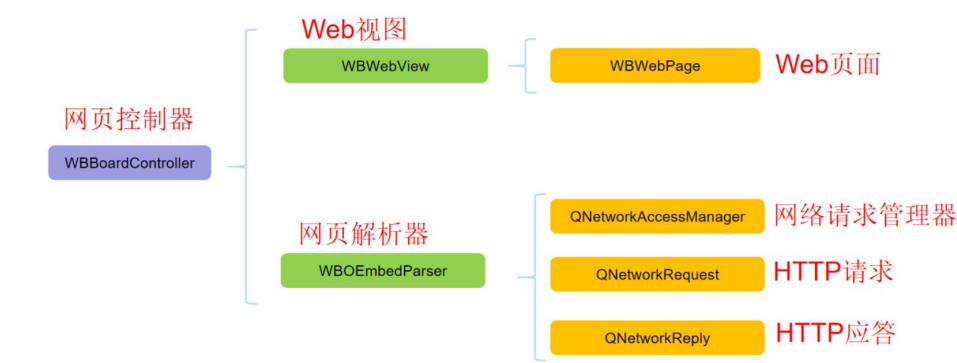 Web视图
WBWebView
WBWebPage
Web页面
网页控制器
WBBoardController
网页解析器
WBOEmbedParser
QNetworkAccessManager
网络请求管理器
QNetworkRequest
HTTP请求
QNetworkReply
HTTP应答